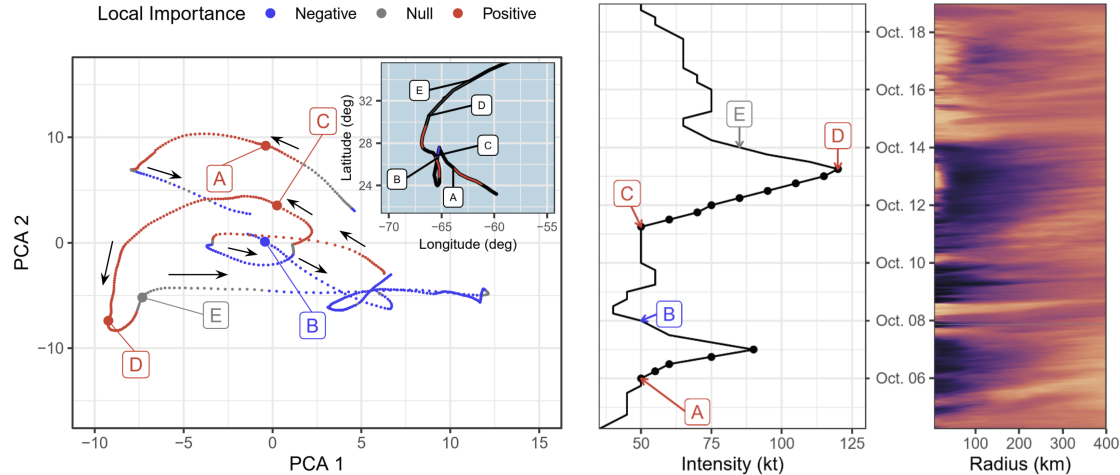 Local Importance Negative Null Positive
PCA 2
10
0
−10
−10 −5 0 5 10 15
PCA 1
A
B
C
D
E
Latitude (deg)
32
28
24
−70 −65 −60 −55
Longitude (deg)
E
D
C
B
A
E
D
C
B
A
50 75 100 125
Intensity (kt)
Oct. 18
Oct. 16
Oct. 14
Oct. 12
Oct. 10
Oct. 08
Oct. 06
100 200 300 400
Radius (km)